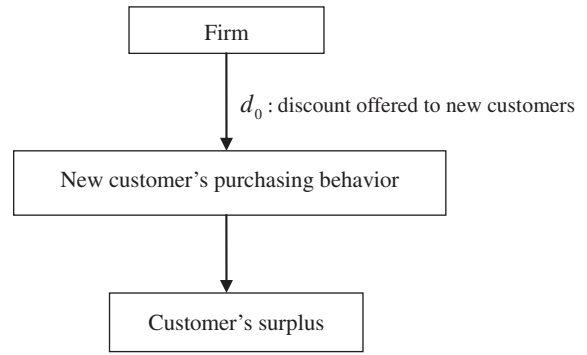 Firm
d₀ : discount offered to new customers
New customer's purchasing behavior
Customer's surplus